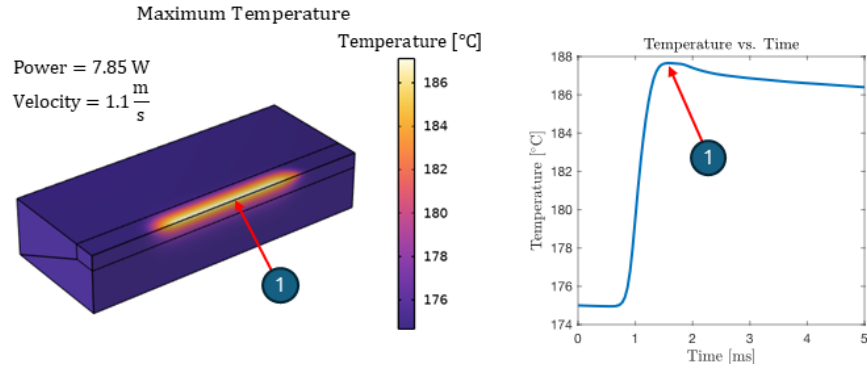 Maximum Temperature
Temperature [°C]
Power = 7.85 W
Velocity = 1.1 m/s
186
184
182
180
178
176
1
Temperature vs. Time
Temperature [°C]
188
186
184
182
180
178
176
174
1
0 1 2 3 4 5
Time [ms]